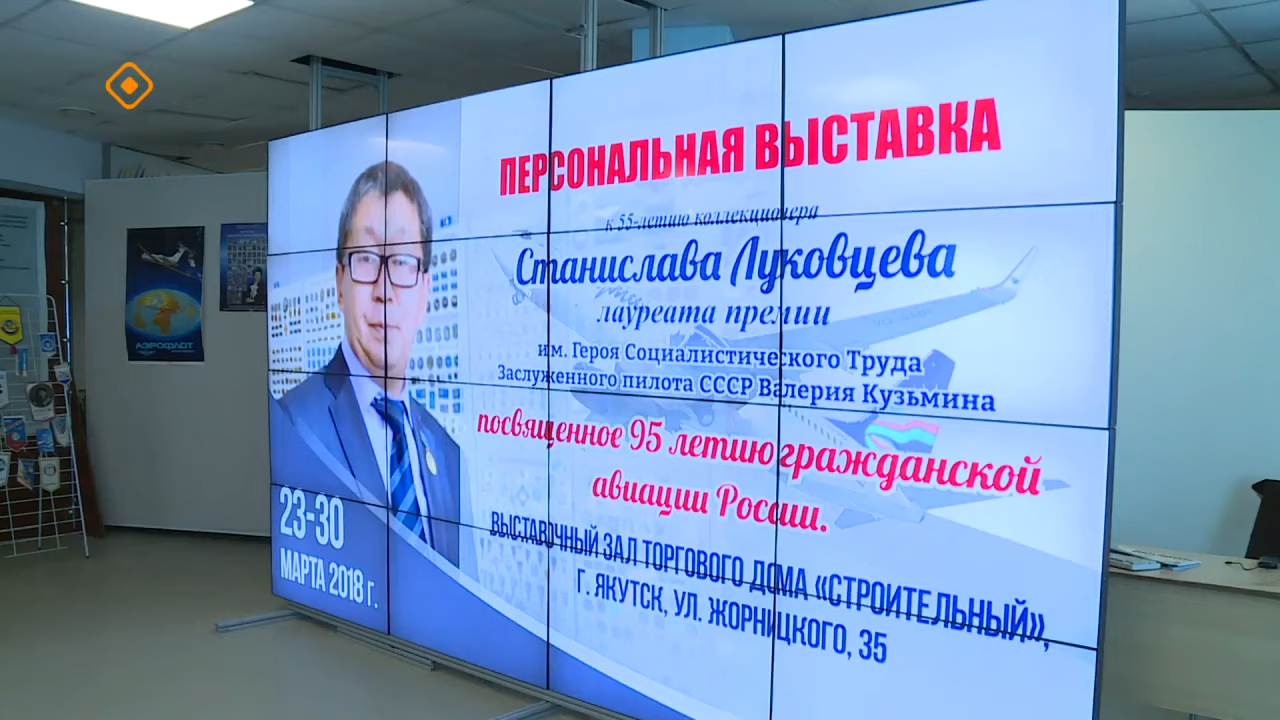 ПЕРСОНАЛЬНАЯ ВЫСТАВКА
к 55-летию коллекционера
Станислава Луковцева
лауреата премии
им. Героя Социалистического Труда
Заслуженного пилота СССР Валерия Кузьмина
посвященное 95 летию гражданской
авиации России.
23-30
МАРТА 2018 г.
ВЫСТАВОЧНЫЙ ЗАЛ ТОРГОВОГО ДОМА «СТРОИТЕЛЬНЫЙ»,
Г. ЯКУТСК, УЛ. ЖОРНИЦКОГО, 35
АЭРОФЛОТ